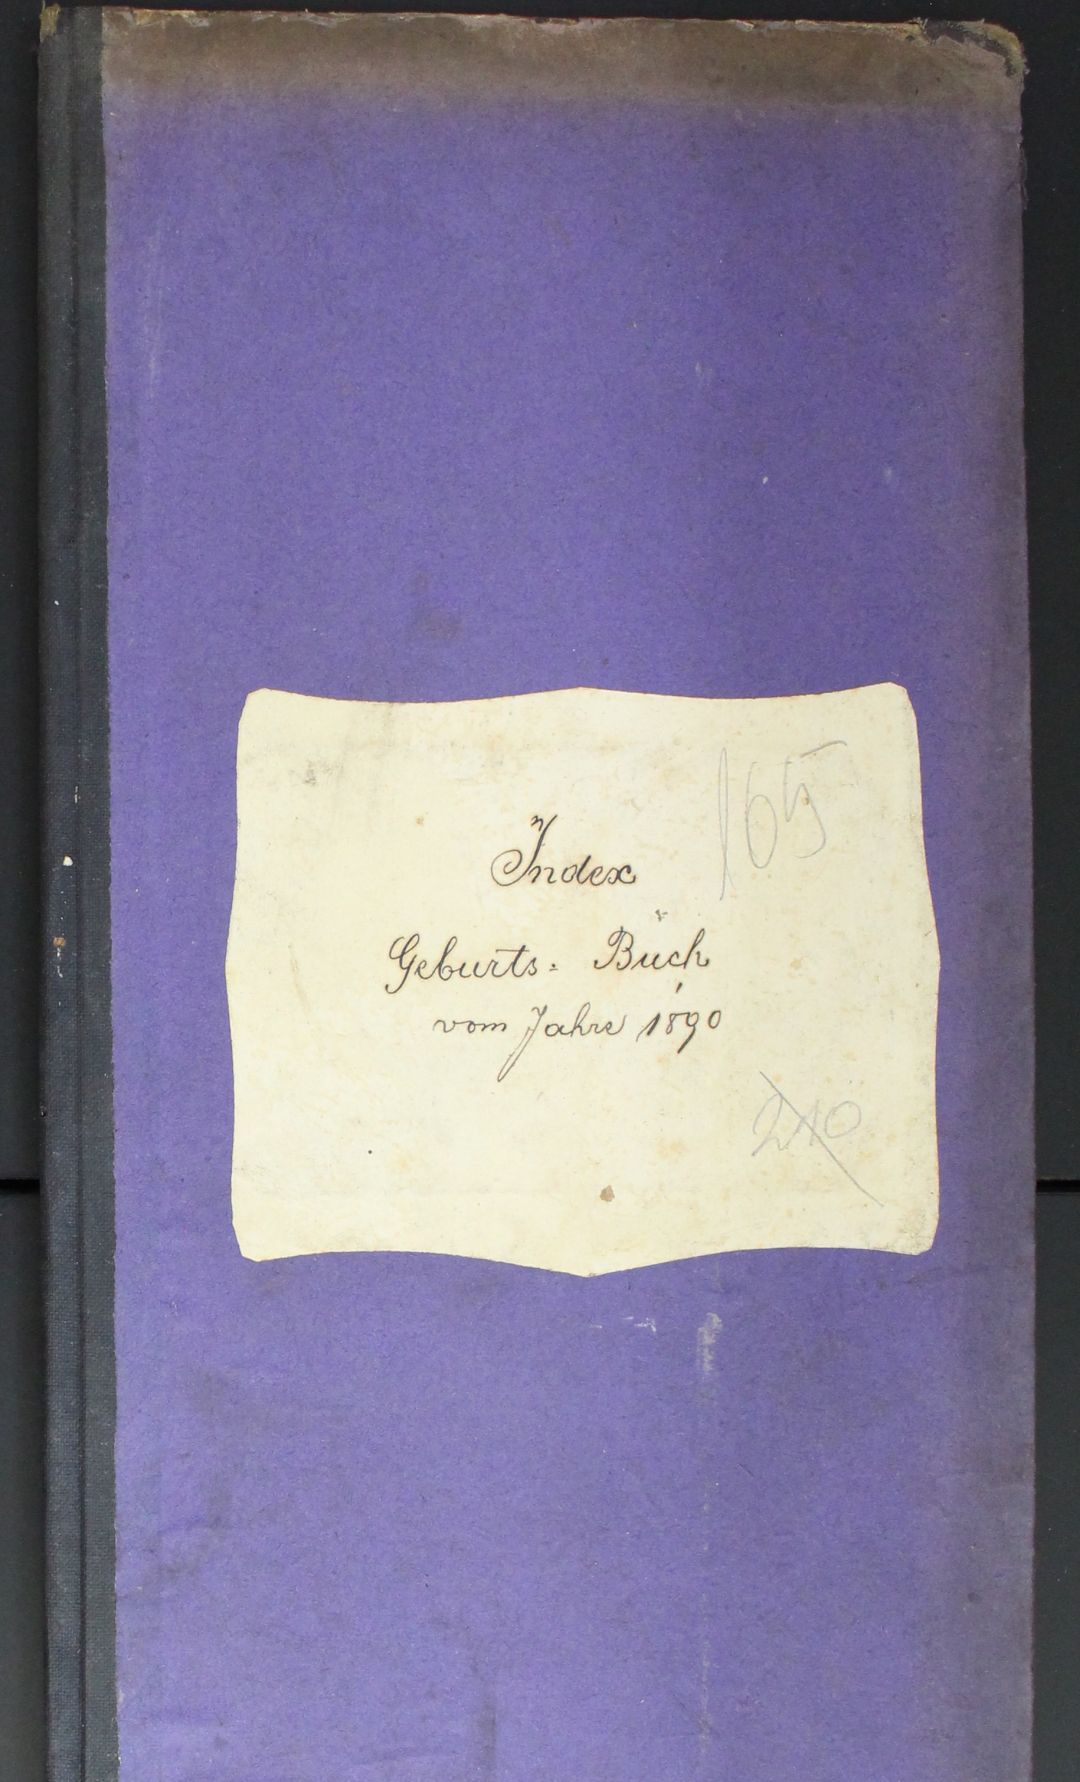 165
Index
Geburts= Buch
vom Jahre 1890
210